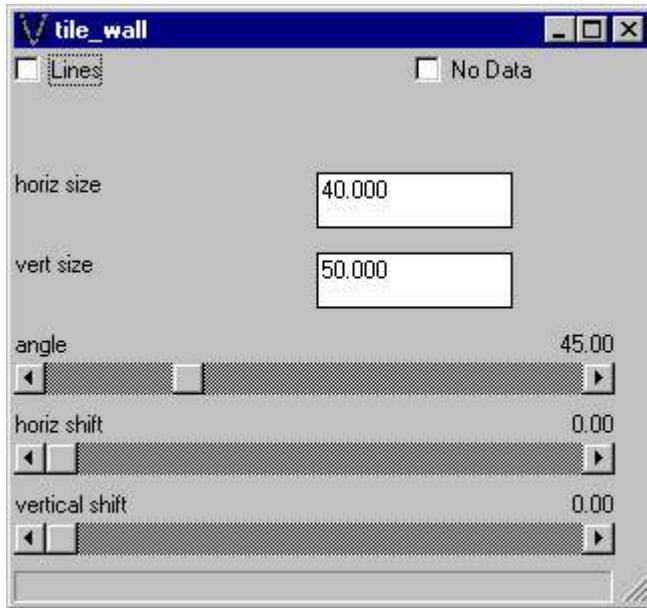 tile_wall
Lines No Data
horiz size 40.000
vert size 50.000
angle 45.00
horiz shift 0.00
vertical shift 0.00